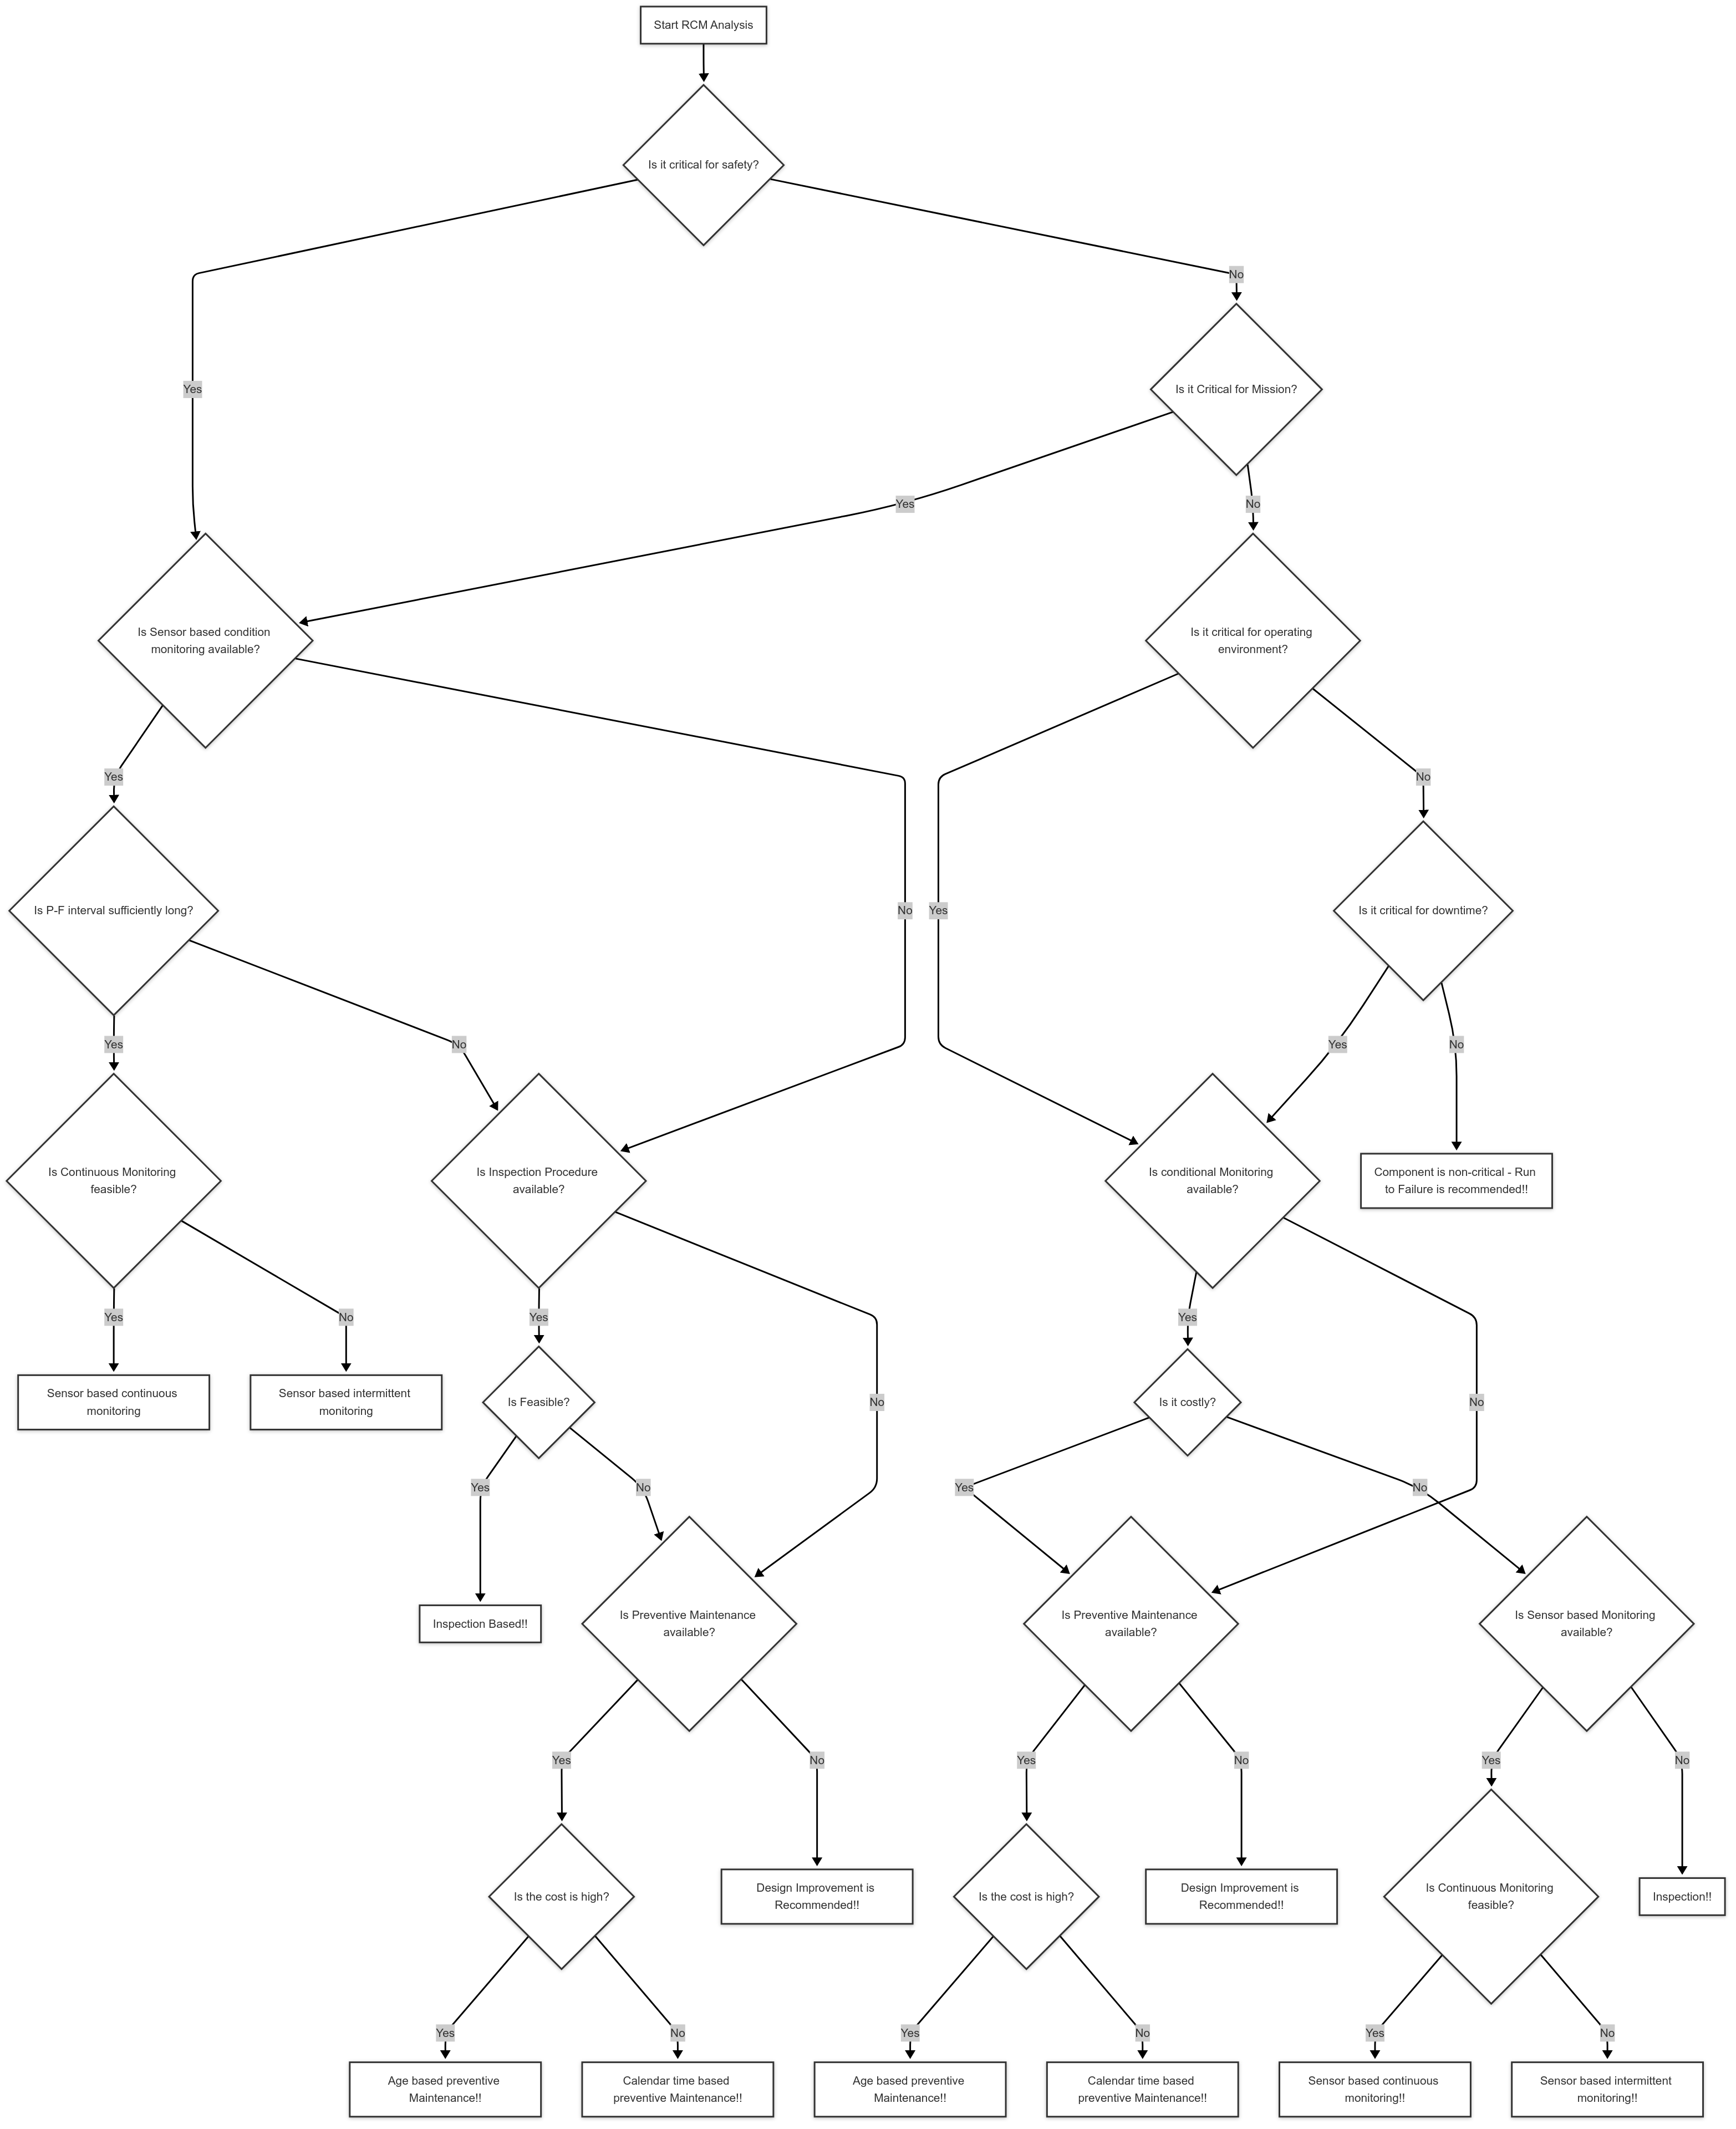 Start RCM Analysis
Is it critical for safety?
No
Yes
Is it Critical for Mission?
Yes
No
Is Sensor based condition
monitoring available?
Is it critical for operating
environment?
Yes
No
Is P-F interval sufficiently long?
No
Yes
Is it critical for downtime?
Yes
No
Yes
No
Is Continuous Monitoring
feasible?
Is Inspection Procedure
available?
Is conditional Monitoring
available?
Component is non-critical - Run
to Failure is recommended!!
Yes
No
Yes
Yes
Sensor based continuous
monitoring
Sensor based intermittent
monitoring
Is Feasible?
No
Is it costly?
No
Yes
No
Yes
No
Inspection Based!!
Is Preventive Maintenance
available?
Is Preventive Maintenance
available?
Is Sensor based Monitoring
available?
Yes
No
Yes
No
Yes
No
Is the cost is high?
Design Improvement is
Recommended!!
Is the cost is high?
Design Improvement is
Recommended!!
Is Continuous Monitoring
feasible?
Inspection!!
Yes
No
Yes
No
Yes
No
Age based preventive
Maintenance!!
Calendar time based
preventive Maintenance!!
Age based preventive
Maintenance!!
Calendar time based
preventive Maintenance!!
Sensor based continuous
monitoring!!
Sensor based intermittent
monitoring!!